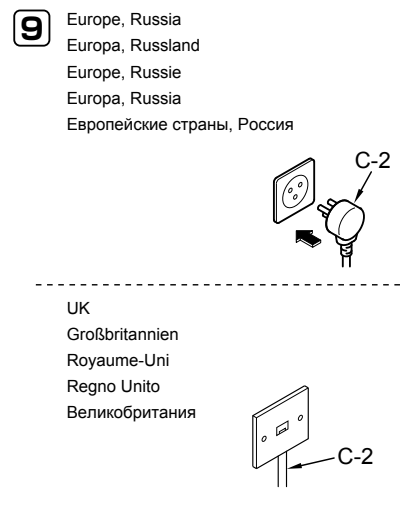 9
Europe, Russia
Europa, Russland
Europe, Russie
Europa, Russia
Европейские страны, Россия
C-2
UK
Großbritannien
Royaume-Uni
Regno Unito
Великобритания
C-2